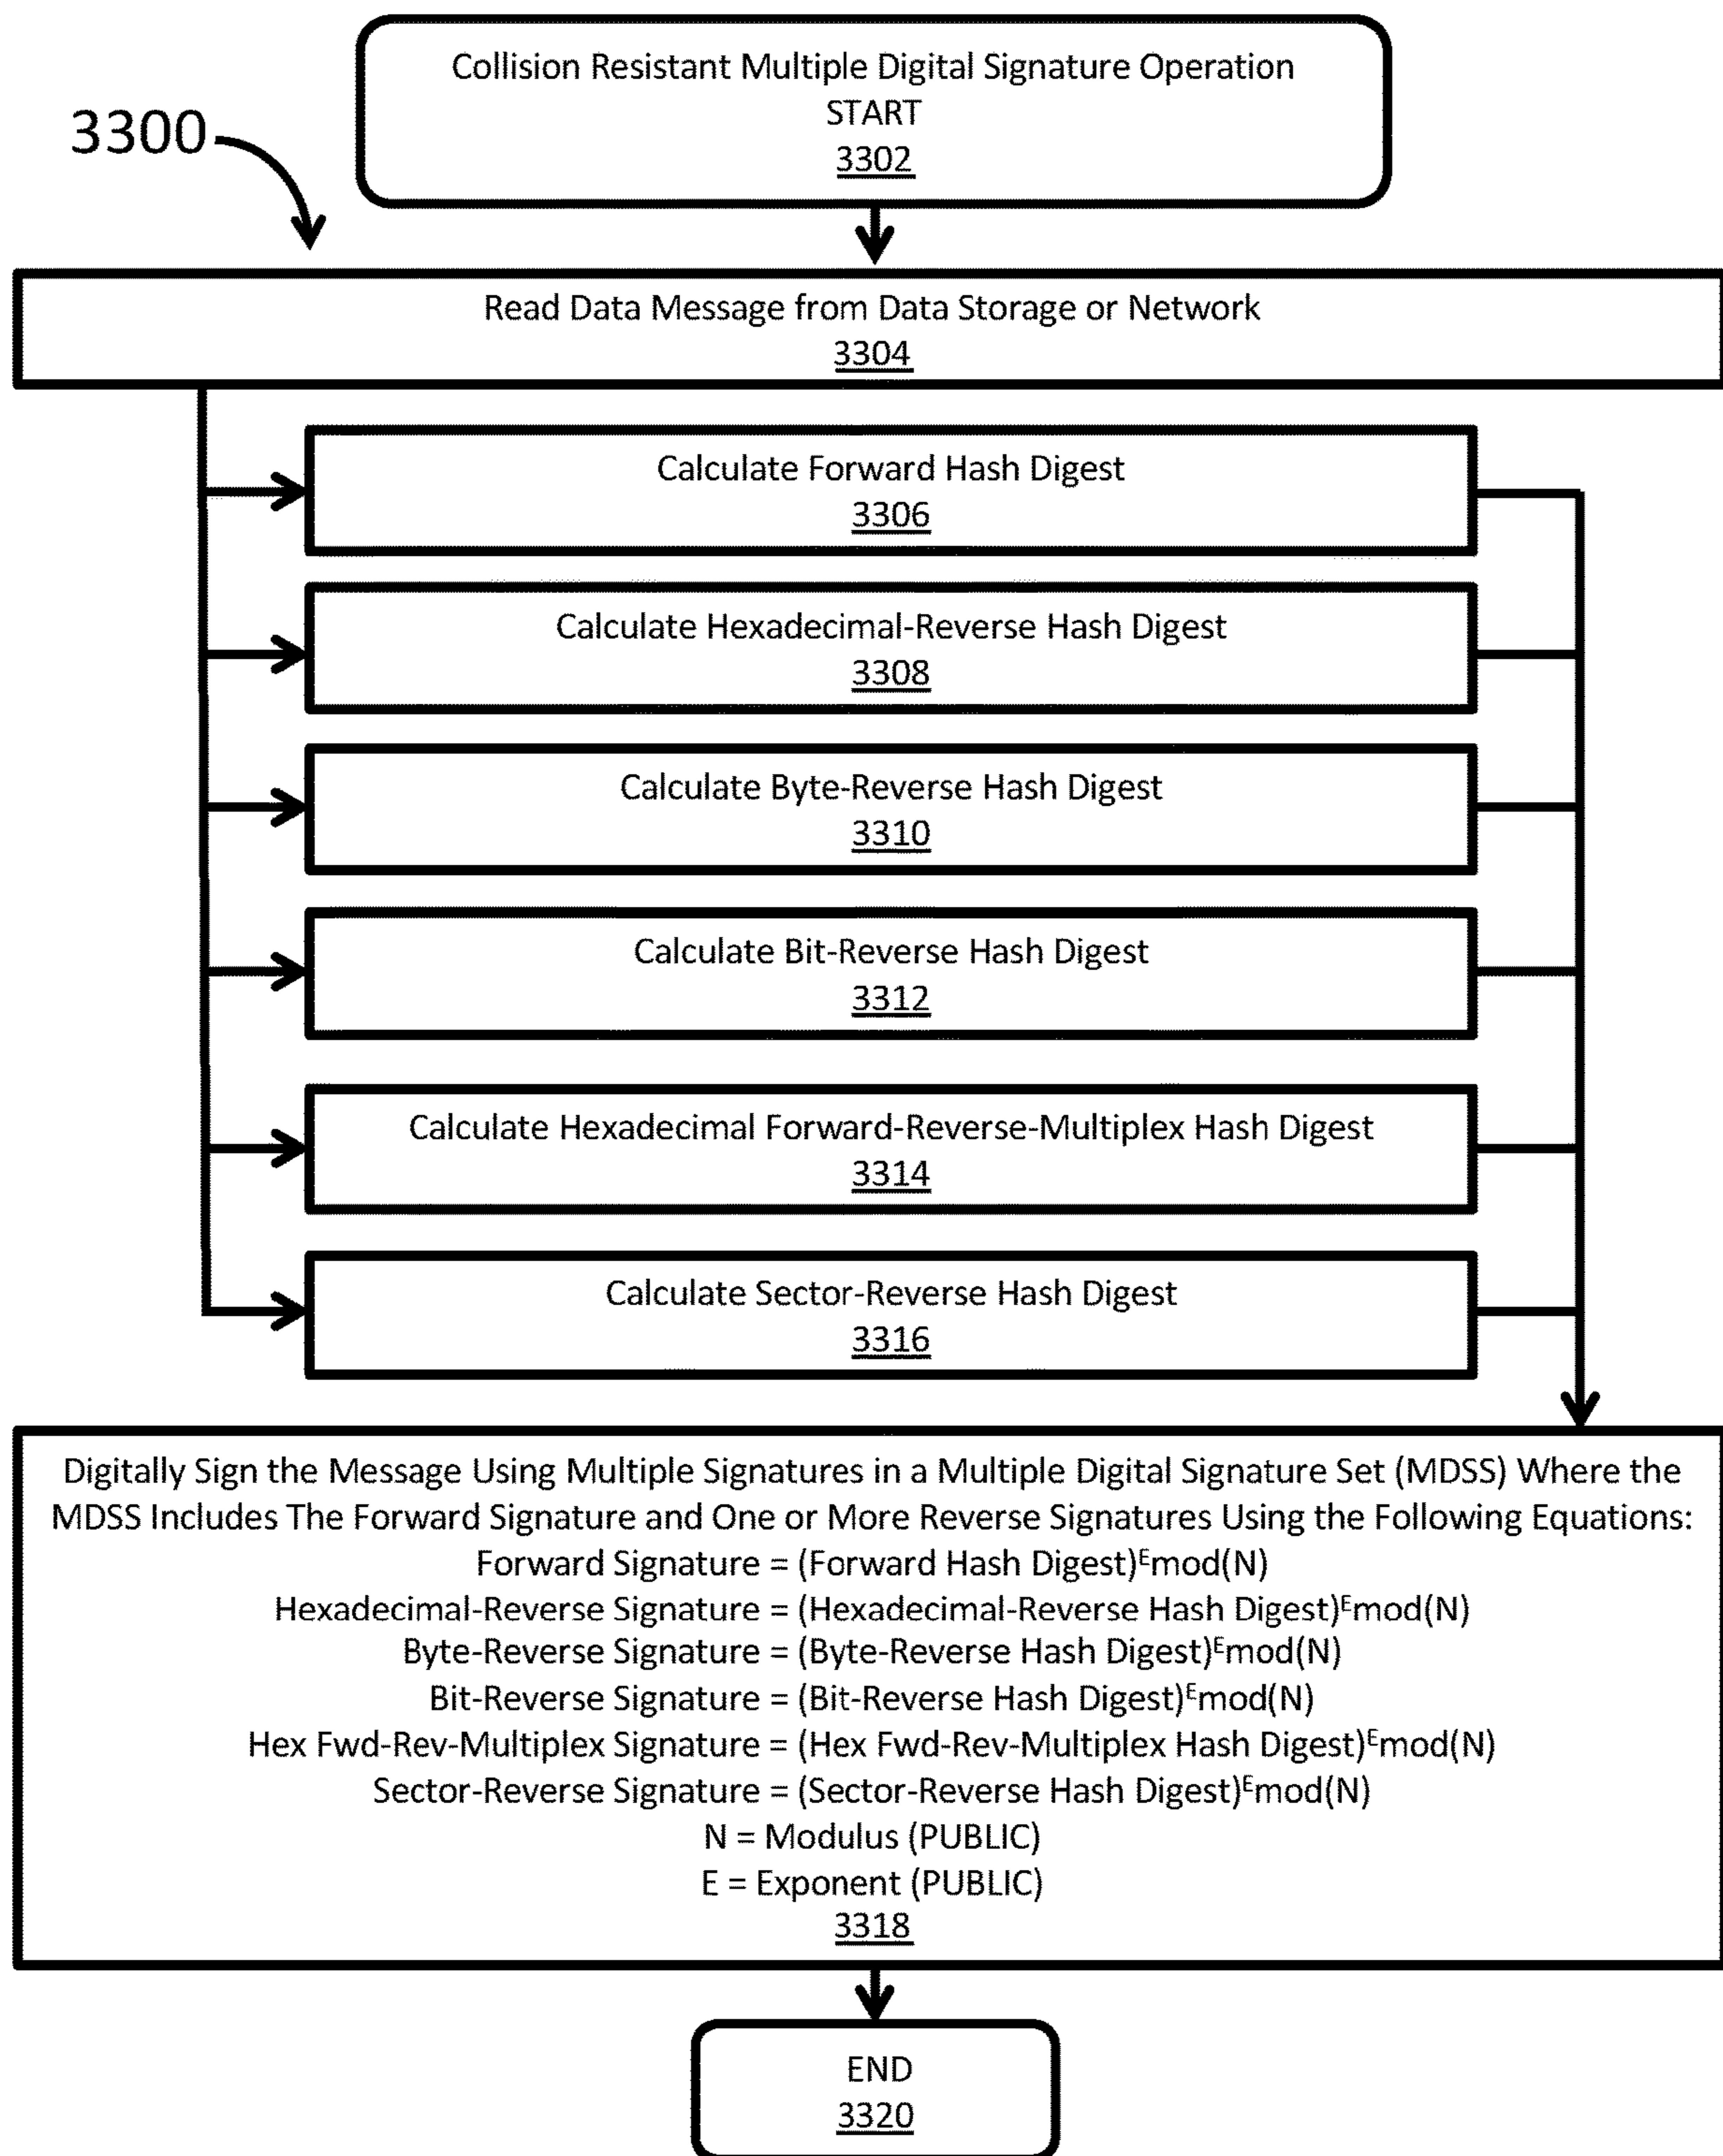 Collision Resistant Multiple Digital Signature Operation
START
3302
3300
Read Data Message from Data Storage or Network
3304
Calculate Forward Hash Digest
3306
Calculate Hexadecimal-Reverse Hash Digest
3308
Calculate Byte-Reverse Hash Digest
3310
Calculate Bit-Reverse Hash Digest
3312
Calculate Hexadecimal Forward-Reverse-Multiplex Hash Digest
3314
Calculate Sector-Reverse Hash Digest
3316
Digitally Sign the Message Using Multiple Signatures in a Multiple Digital Signature Set (MDSS) Where the
MDSS Includes The Forward Signature and One or More Reverse Signatures Using the Following Equations:
Forward Signature = (Forward Hash Digest)ᴱmod(N)
Hexadecimal-Reverse Signature = (Hexadecimal-Reverse Hash Digest)ᴱmod(N)
Byte-Reverse Signature = (Byte-Reverse Hash Digest)ᴱmod(N)
Bit-Reverse Signature = (Bit-Reverse Hash Digest)ᴱmod(N)
Hex Fwd-Rev-Multiplex Signature = (Hex Fwd-Rev-Multiplex Hash Digest)ᴱmod(N)
Sector-Reverse Signature = (Sector-Reverse Hash Digest)ᴱmod(N)
N = Modulus (PUBLIC)
E = Exponent (PUBLIC)
3318
END
3320